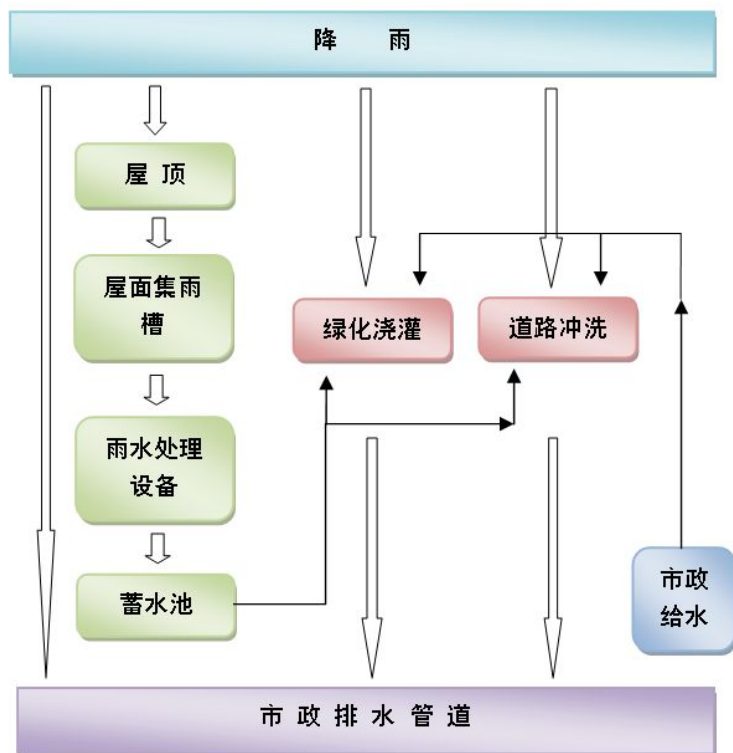 降 雨
屋 顶
屋面集雨
槽
绿化浇灌
道路冲洗
雨水处理
设备
蓄水池
市政
给水
市 政 排 水 管 道